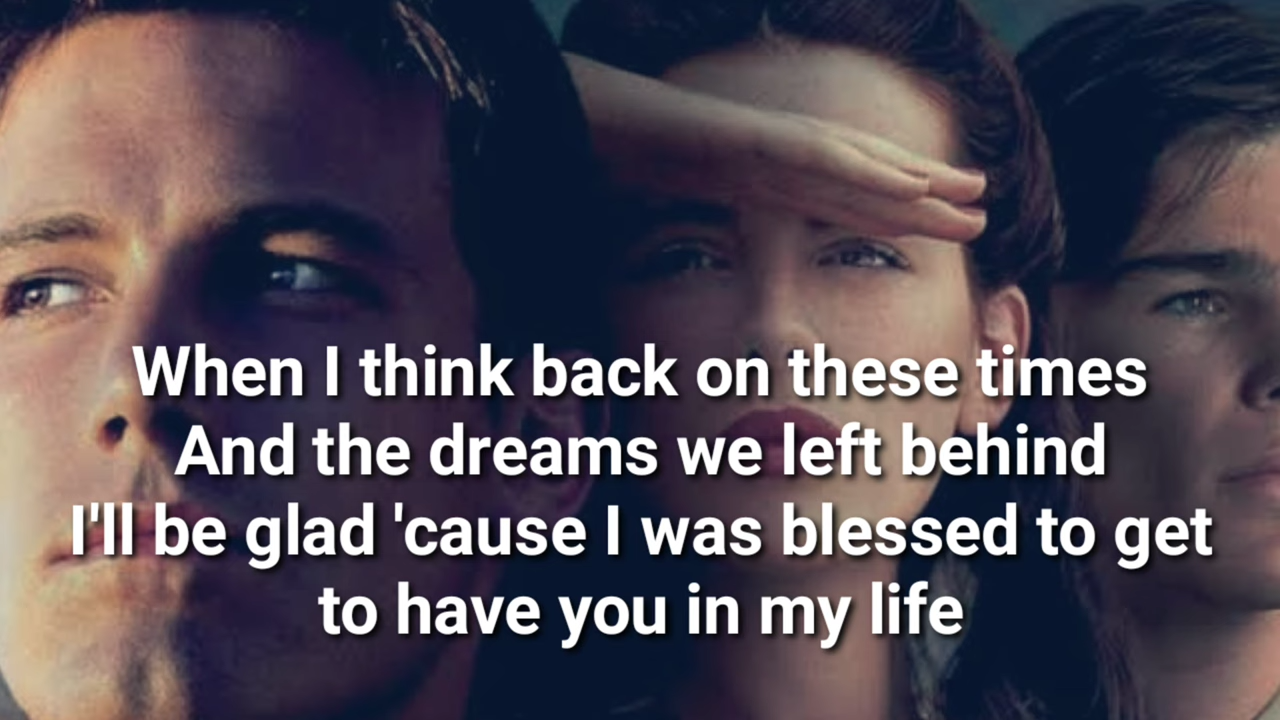 When I think back on these times
And the dreams we left behind
I'll be glad 'cause I was blessed to get
to have you in my life